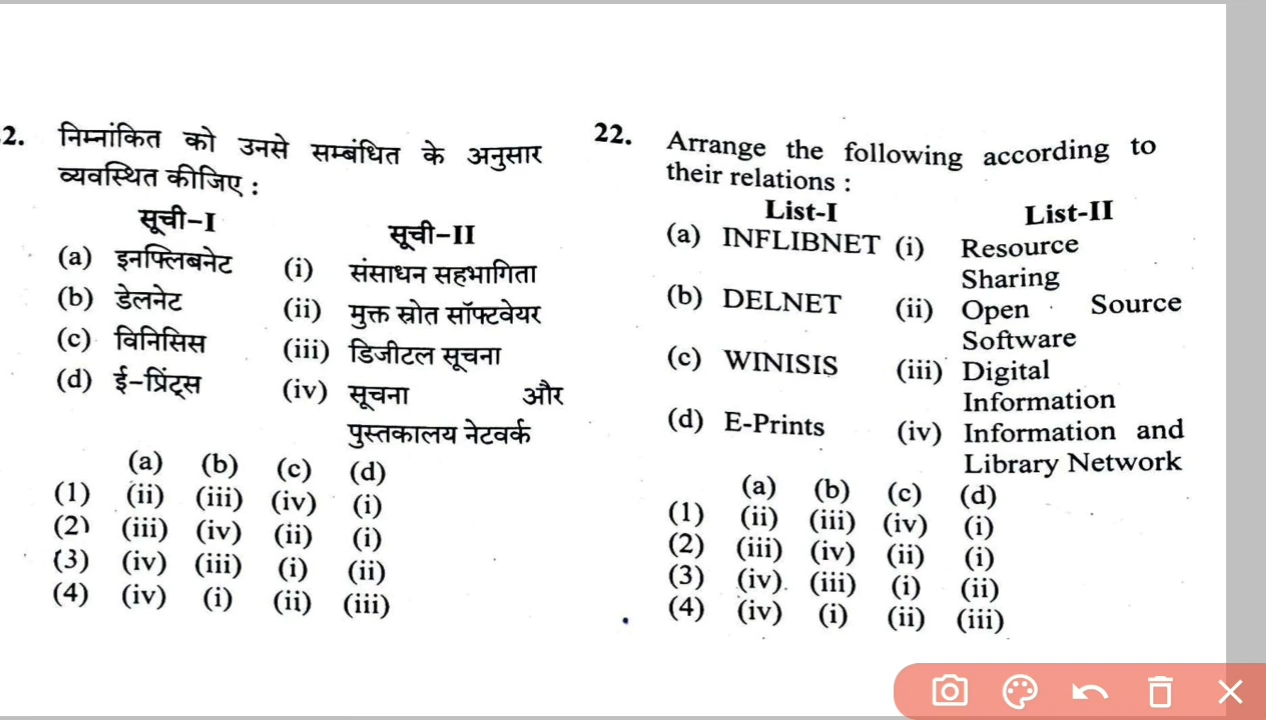 2. निम्नांकित को उनसे सम्बंधित के अनुसार
व्यवस्थित कीजिए :
सूची-I सूची-II
(a) इनफ्लिबनेट (i) संसाधन सहभागिता
(b) डेलनेट (ii) मुक्त स्रोत सॉफ्टवेयर
(c) विनिसिस (iii) डिजीटल सूचना
(d) ई-प्रिंट्स (iv) सूचना और
पुस्तकालय नेटवर्क
(a) (b) (c) (d)
(1) (ii) (iii) (iv) (i)
(2) (iii) (iv) (ii) (i)
(3) (iv) (iii) (i) (ii)
(4) (iv) (i) (ii) (iii)
22. Arrange the following according to
their relations :
List-I List-II
(a) INFLIBNET (i) Resource
Sharing
(b) DELNET (ii) Open Source
Software
(c) WINISIS (iii) Digital
Information
(d) E-Prints (iv) Information and
Library Network
(a) (b) (c) (d)
(1) (ii) (iii) (iv) (i)
(2) (iii) (iv) (ii) (i)
(3) (iv). (iii) (i) (ii)
(4) (iv) (i) (ii) (iii)